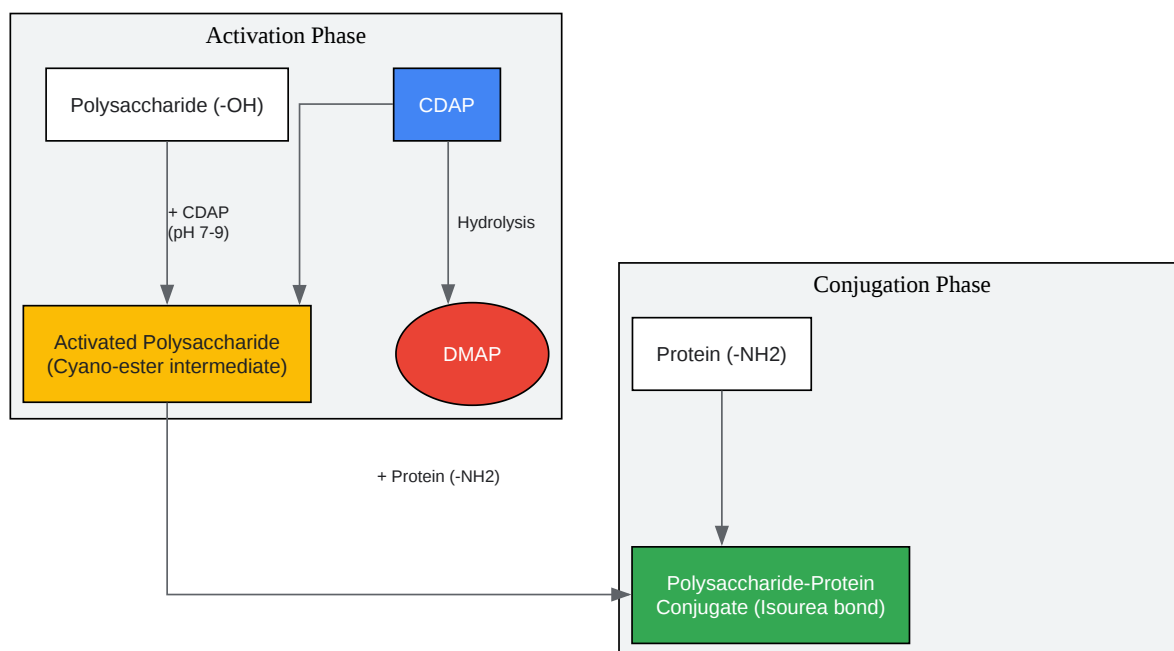 Activation Phase
Polysaccharide (-OH)
CDAP
+ CDAP
(pH 7-9)
Hydrolysis
Activated Polysaccharide
(Cyano-ester intermediate)
DMAP
+ Protein (-NH2)
Conjugation Phase
Protein (-NH2)
Polysaccharide-Protein
Conjugate (Isourea bond)